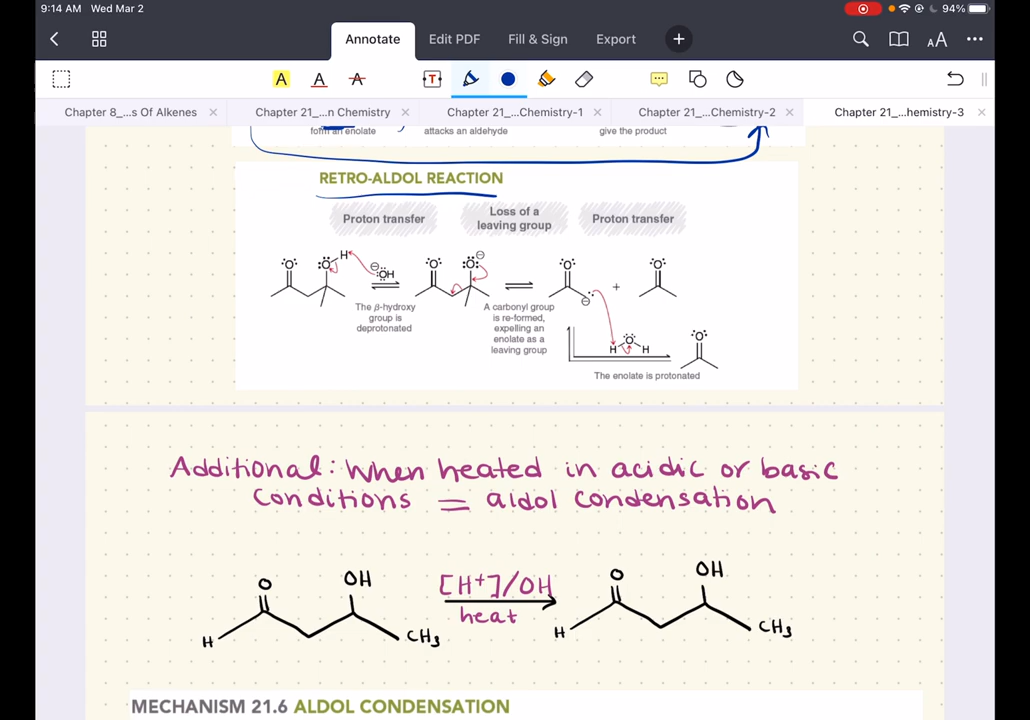 9:14 AM Wed Mar 2
94%
Annotate
Edit PDF
Fill & Sign
Export
Chapter 8_...s Of Alkenes
Chapter 21_...n Chemistry
Chapter 21_...Chemistry-1
Chapter 21_...Chemistry-2
Chapter 21_...hemistry-3
form an enolate
attacks an aldehyde
give the product
RETRO-ALDOL REACTION
Proton transfer
Loss of a
leaving group
Proton transfer
O O H
⊖ OH
O O ⊖
O ⊖ + O
The β-hydroxy
group is
deprotonated
A carbonyl group
is re-formed,
expelling an
enolate as a
leaving group
H O H
O
The enolate is protonated
Additional: When heated in acidic or basic
Conditions = aldol condensation
O OH
H CH₃
[H⁺]/OH
heat
O OH
H CH₃
MECHANISM 21.6 ALDOL CONDENSATION